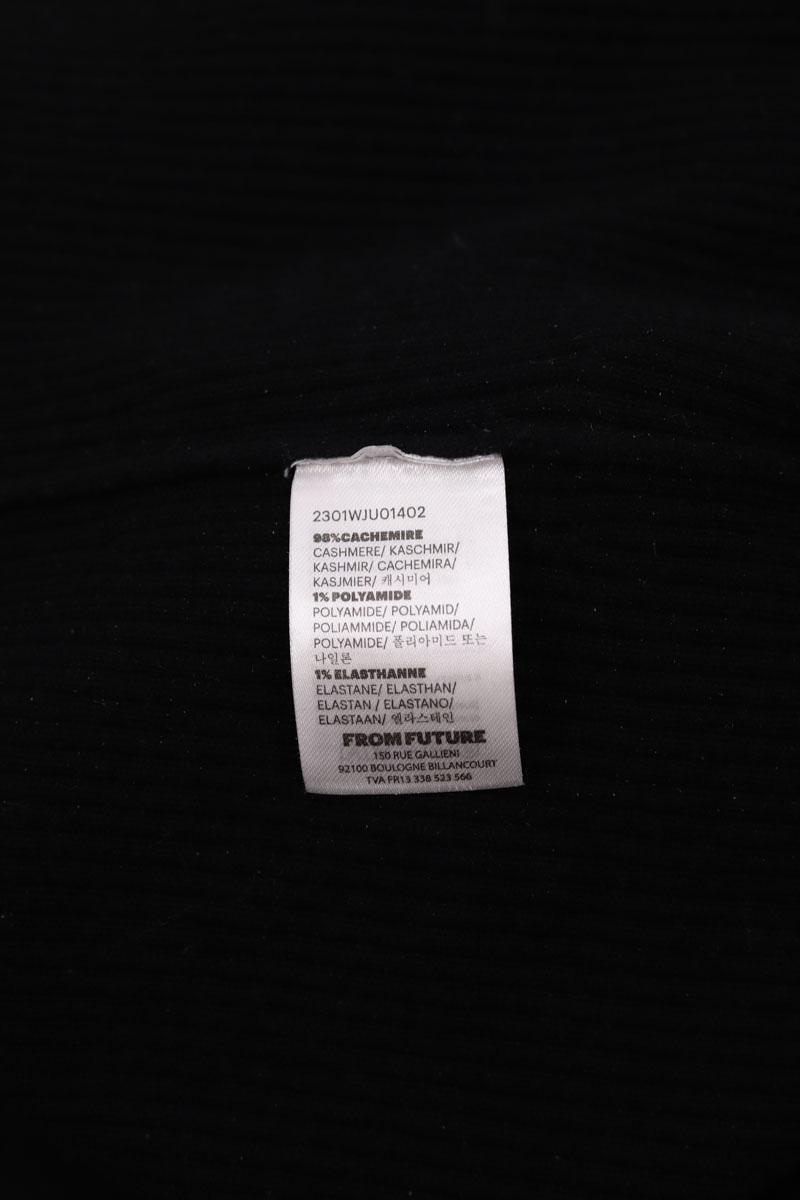 2301WJU01402
98%CACHEMIRE
CASHMERE/ KASCHMIR/
KASHMIR/ CACHEMIRA/
KASJMIER/ 캐시미어
1% POLYAMIDE
POLYAMIDE/ POLYAMID/
POLIAMMIDE/ POLIAMIDA/
POLYAMIDE/ 폴리아미드 또는
나일론
1% ELASTHANNE
ELASTANE/ ELASTHAN/
ELASTAN / ELASTANO/
ELASTAAN/ 엘라스테인
FROM FUTURE
150 RUE GALLIENI
92100 BOULOGNE BILLANCOURT
TVA FR13 338 523 566